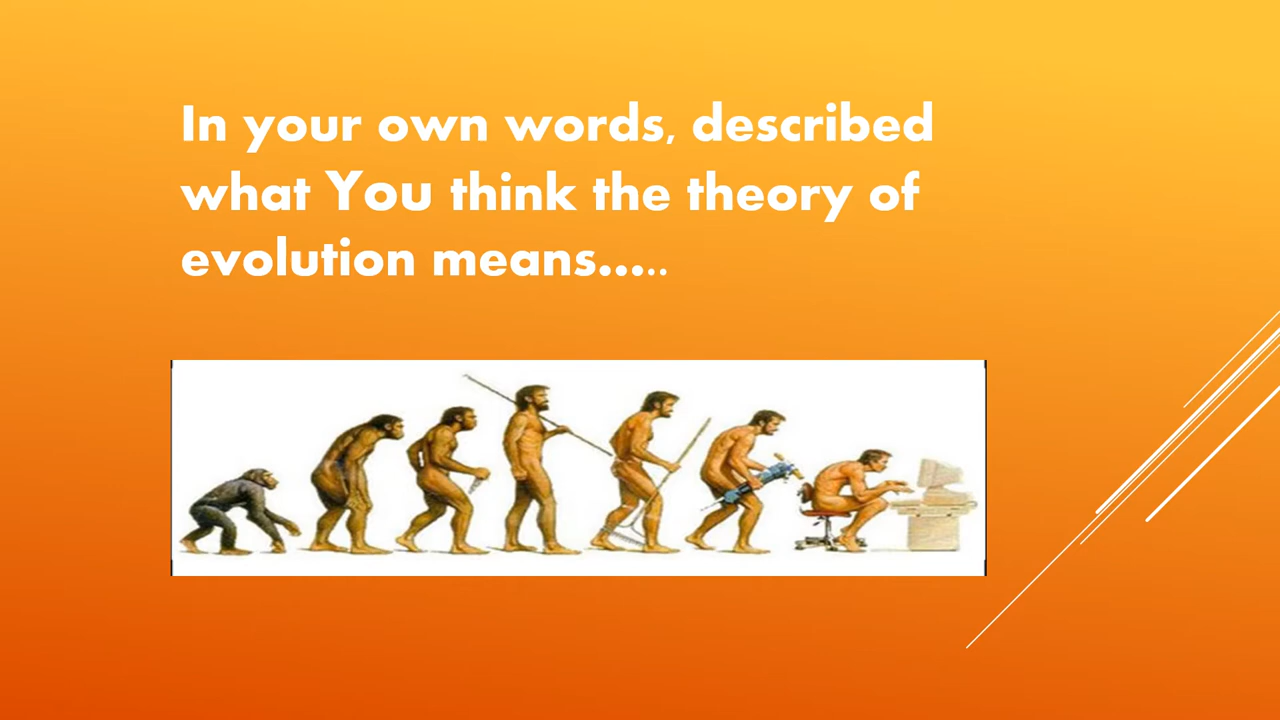 In your own words, described
what You think the theory of
evolution means.....